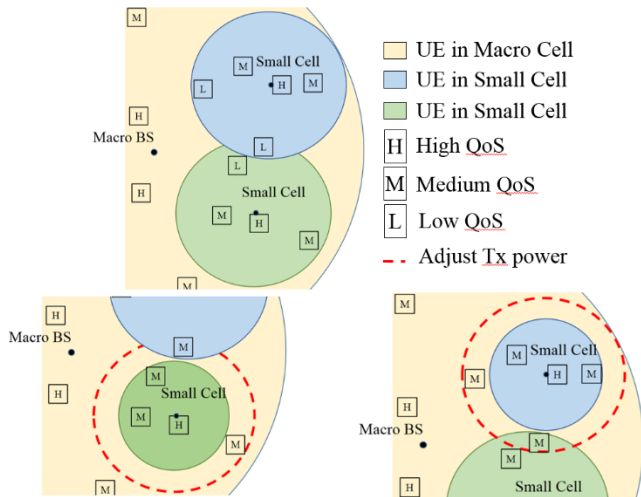 M
Small Cell
M
H
M
L
H
Macro BS
L
L
H
Small Cell
M
H
M
M
UE in Macro Cell
UE in Small Cell
UE in Small Cell
H High QoS
M Medium QoS
L Low QoS
Adjust Tx power
H
Macro BS
M
M
H
Small Cell
M
H
M
M
M
Small Cell
M
M
H
M
H
Macro BS
M
M
H
Small Cell